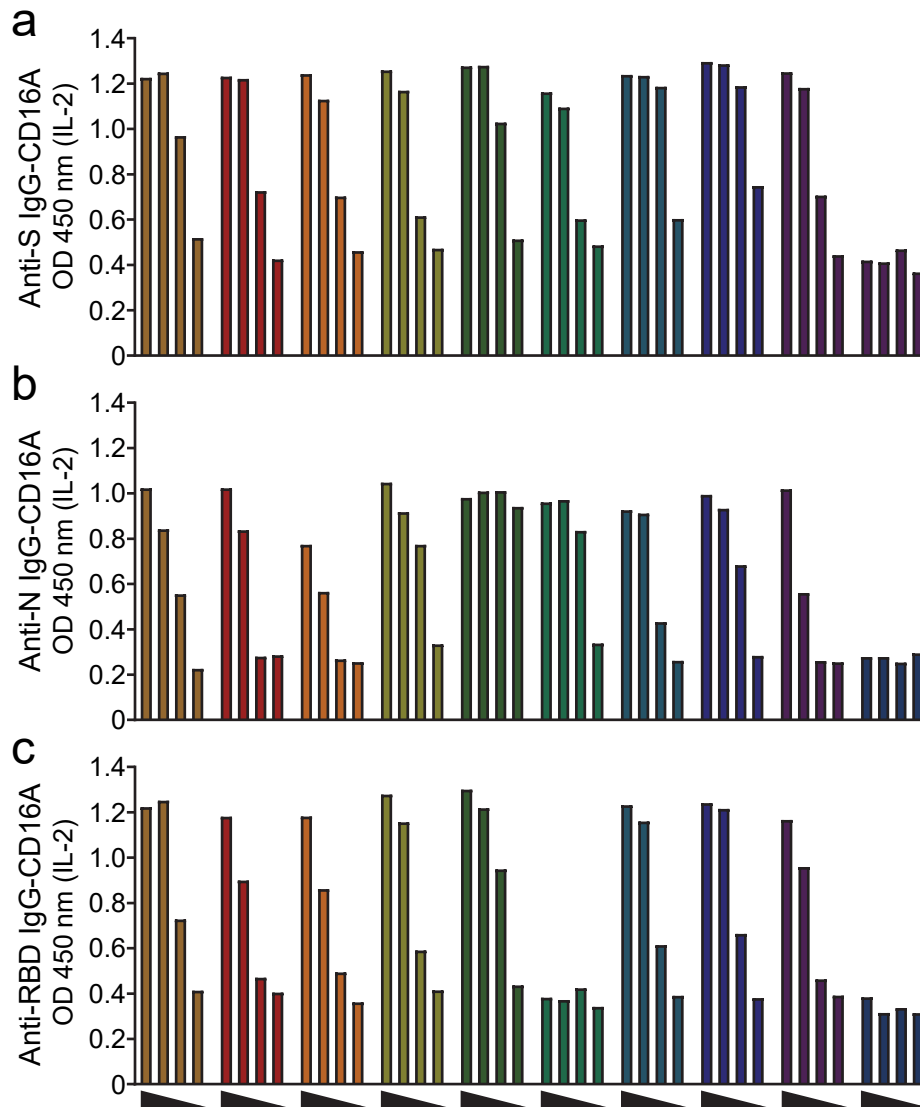 a
Anti-S IgG-CD16A
OD 450 nm (IL-2)
1.4
1.2
1.0
0.8
0.6
0.4
0.2
0
b
Anti-N IgG-CD16A
OD 450 nm (IL-2)
1.4
1.2
1.0
0.8
0.6
0.4
0.2
0
c
Anti-RBD IgG-CD16A
OD 450 nm (IL-2)
1.4
1.2
1.0
0.8
0.6
0.4
0.2
0